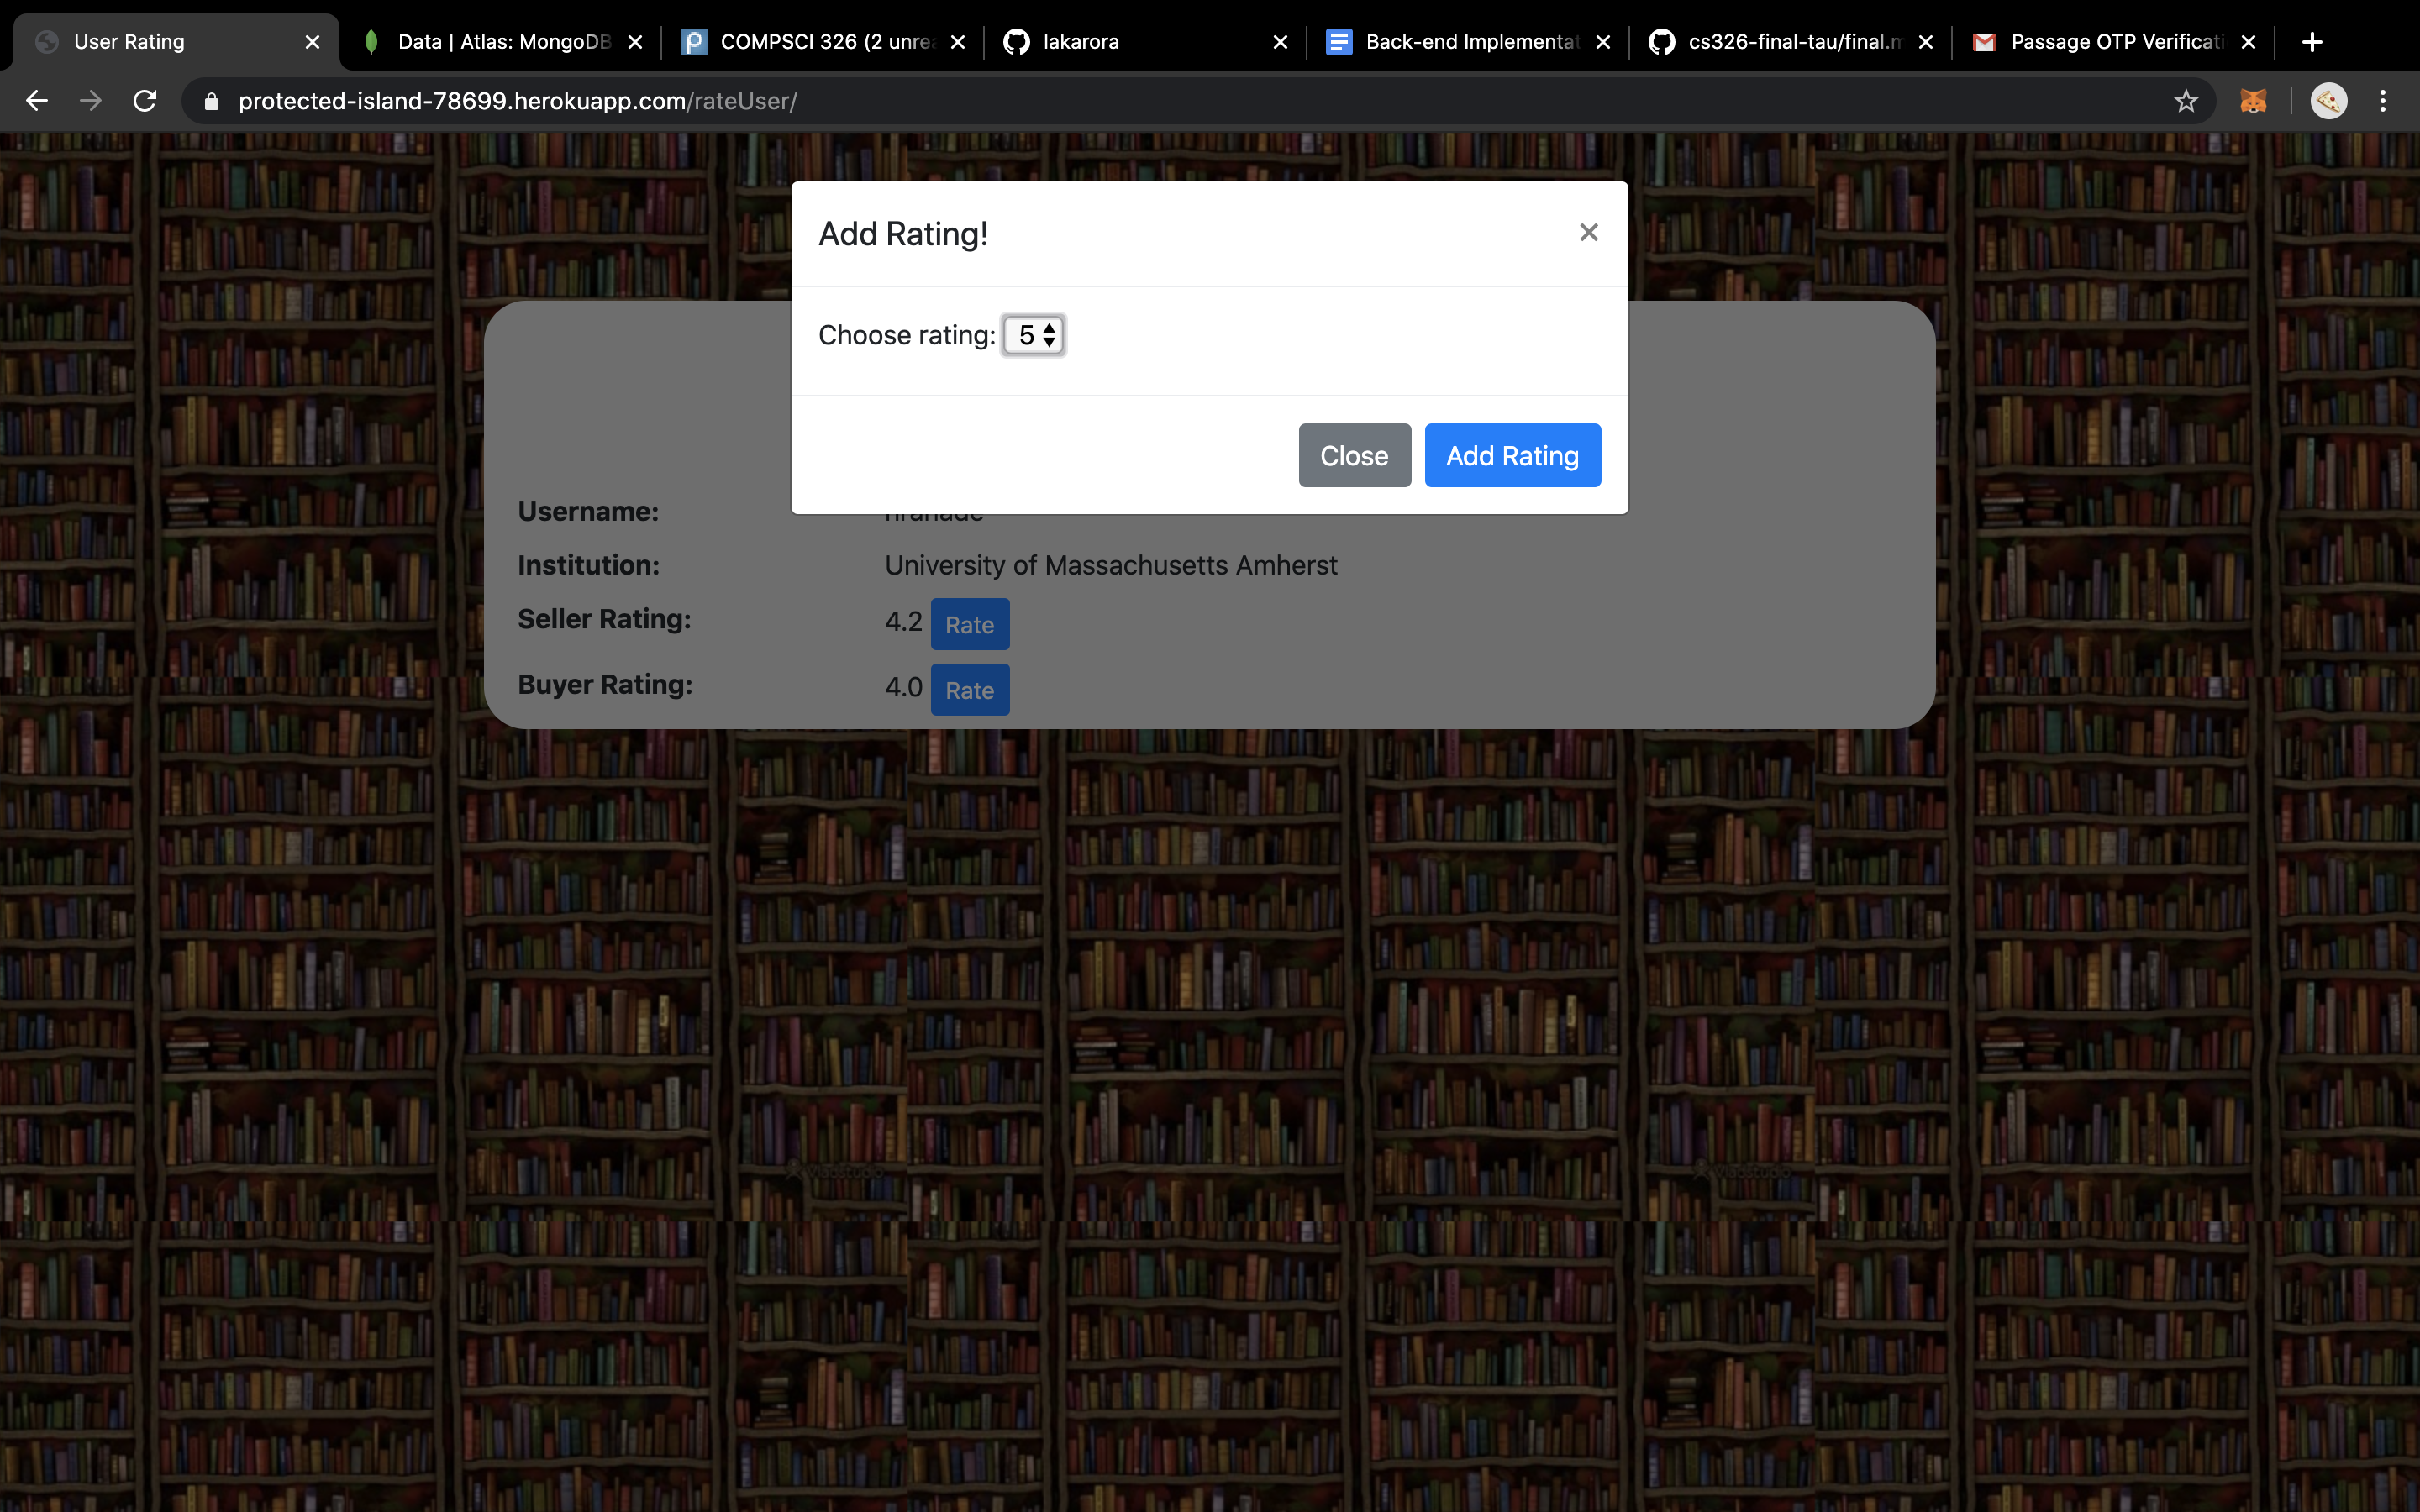 User Rating
Data | Atlas: MongoDB
COMPSCI 326 (2 unre
lakarora
Back-end Implementat
cs326-final-tau/final.m
Passage OTP Verificati
protected-island-78699.herokuapp.com/rateUser/
Add Rating!
Choose rating: 5
Close Add Rating
Username:
Institution: University of Massachusetts Amherst
Seller Rating: 4.2 Rate
Buyer Rating: 4.0 Rate